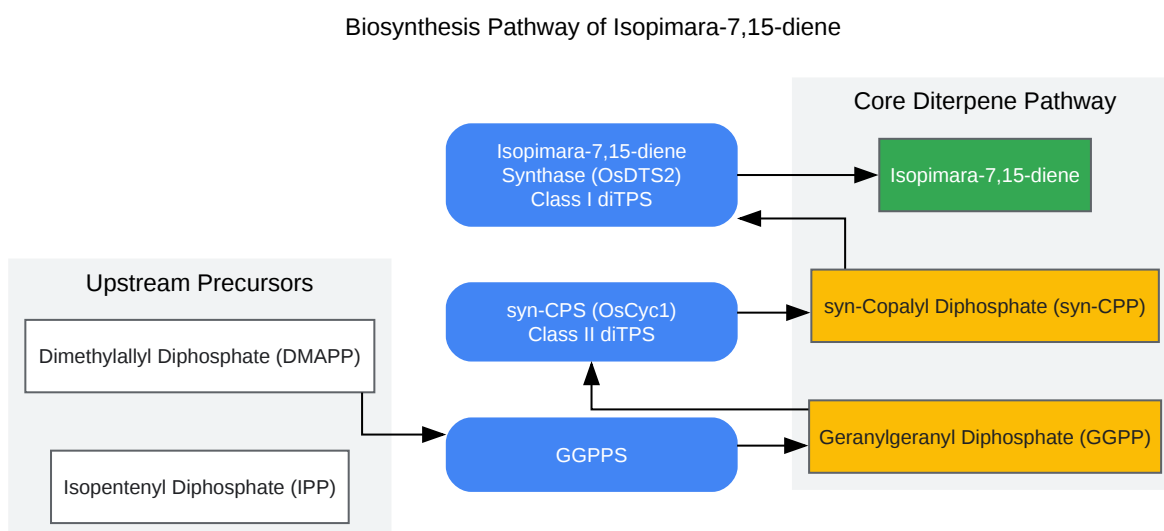 Biosynthesis Pathway of Isopimara-7,15-diene
Core Diterpene Pathway
Isopimara-7,15-diene
Synthase (OsDTS2)
Class I diTPS
Isopimara-7,15-diene
Upstream Precursors
syn-CPS (OsCyc1)
Class II diTPS
syn-Copalyl Diphosphate (syn-CPP)
Dimethylallyl Diphosphate (DMAPP)
GGPPS
Geranylgeranyl Diphosphate (GGPP)
Isopentenyl Diphosphate (IPP)